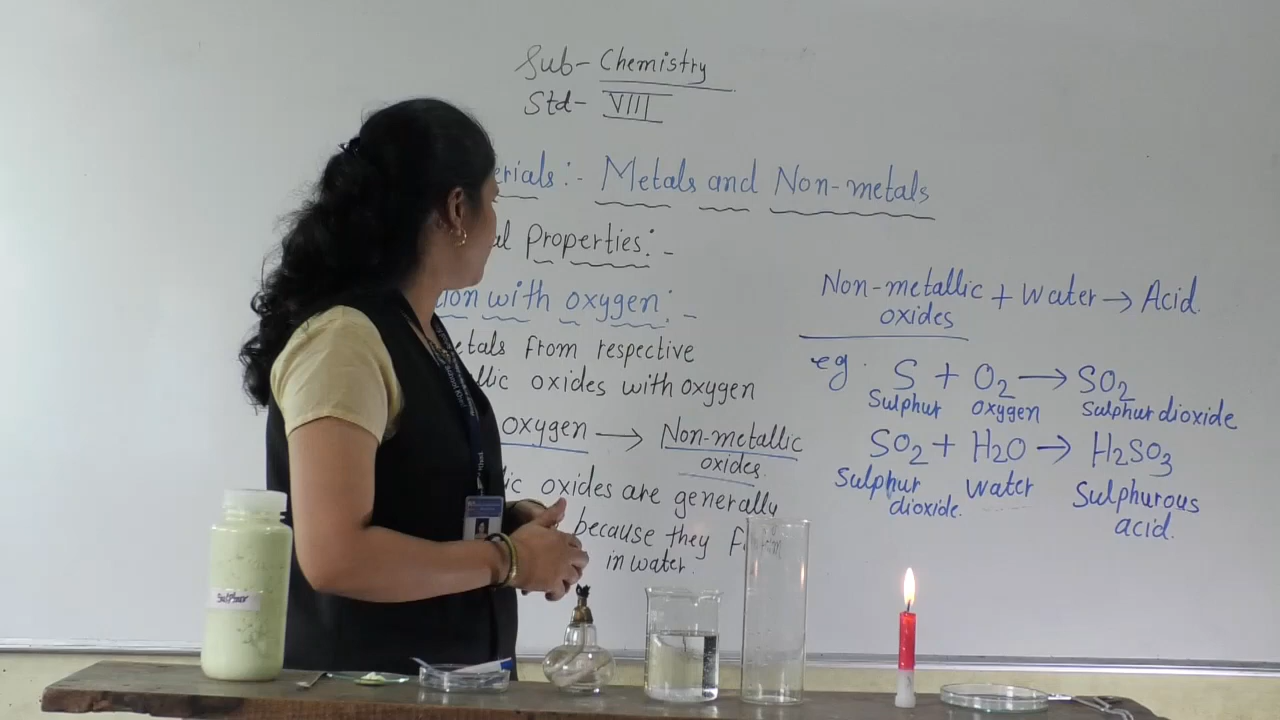 Sub- Chemistry
Std- VIII
erials:- Metals and Non-metals
al Properties:-
tion with oxygen:-
etals from respective
llic oxides with oxygen
oxygen → Non-metallic
oxides.
ic oxides are generally
because they
in water.
Non-metallic + Water → Acid.
oxides
eg. S + O₂ → SO₂
Sulphur oxygen Sulphur dioxide
SO₂ + H₂O → H₂SO₃
Sulphur Water Sulphurous
dioxide. acid.
Sulphur